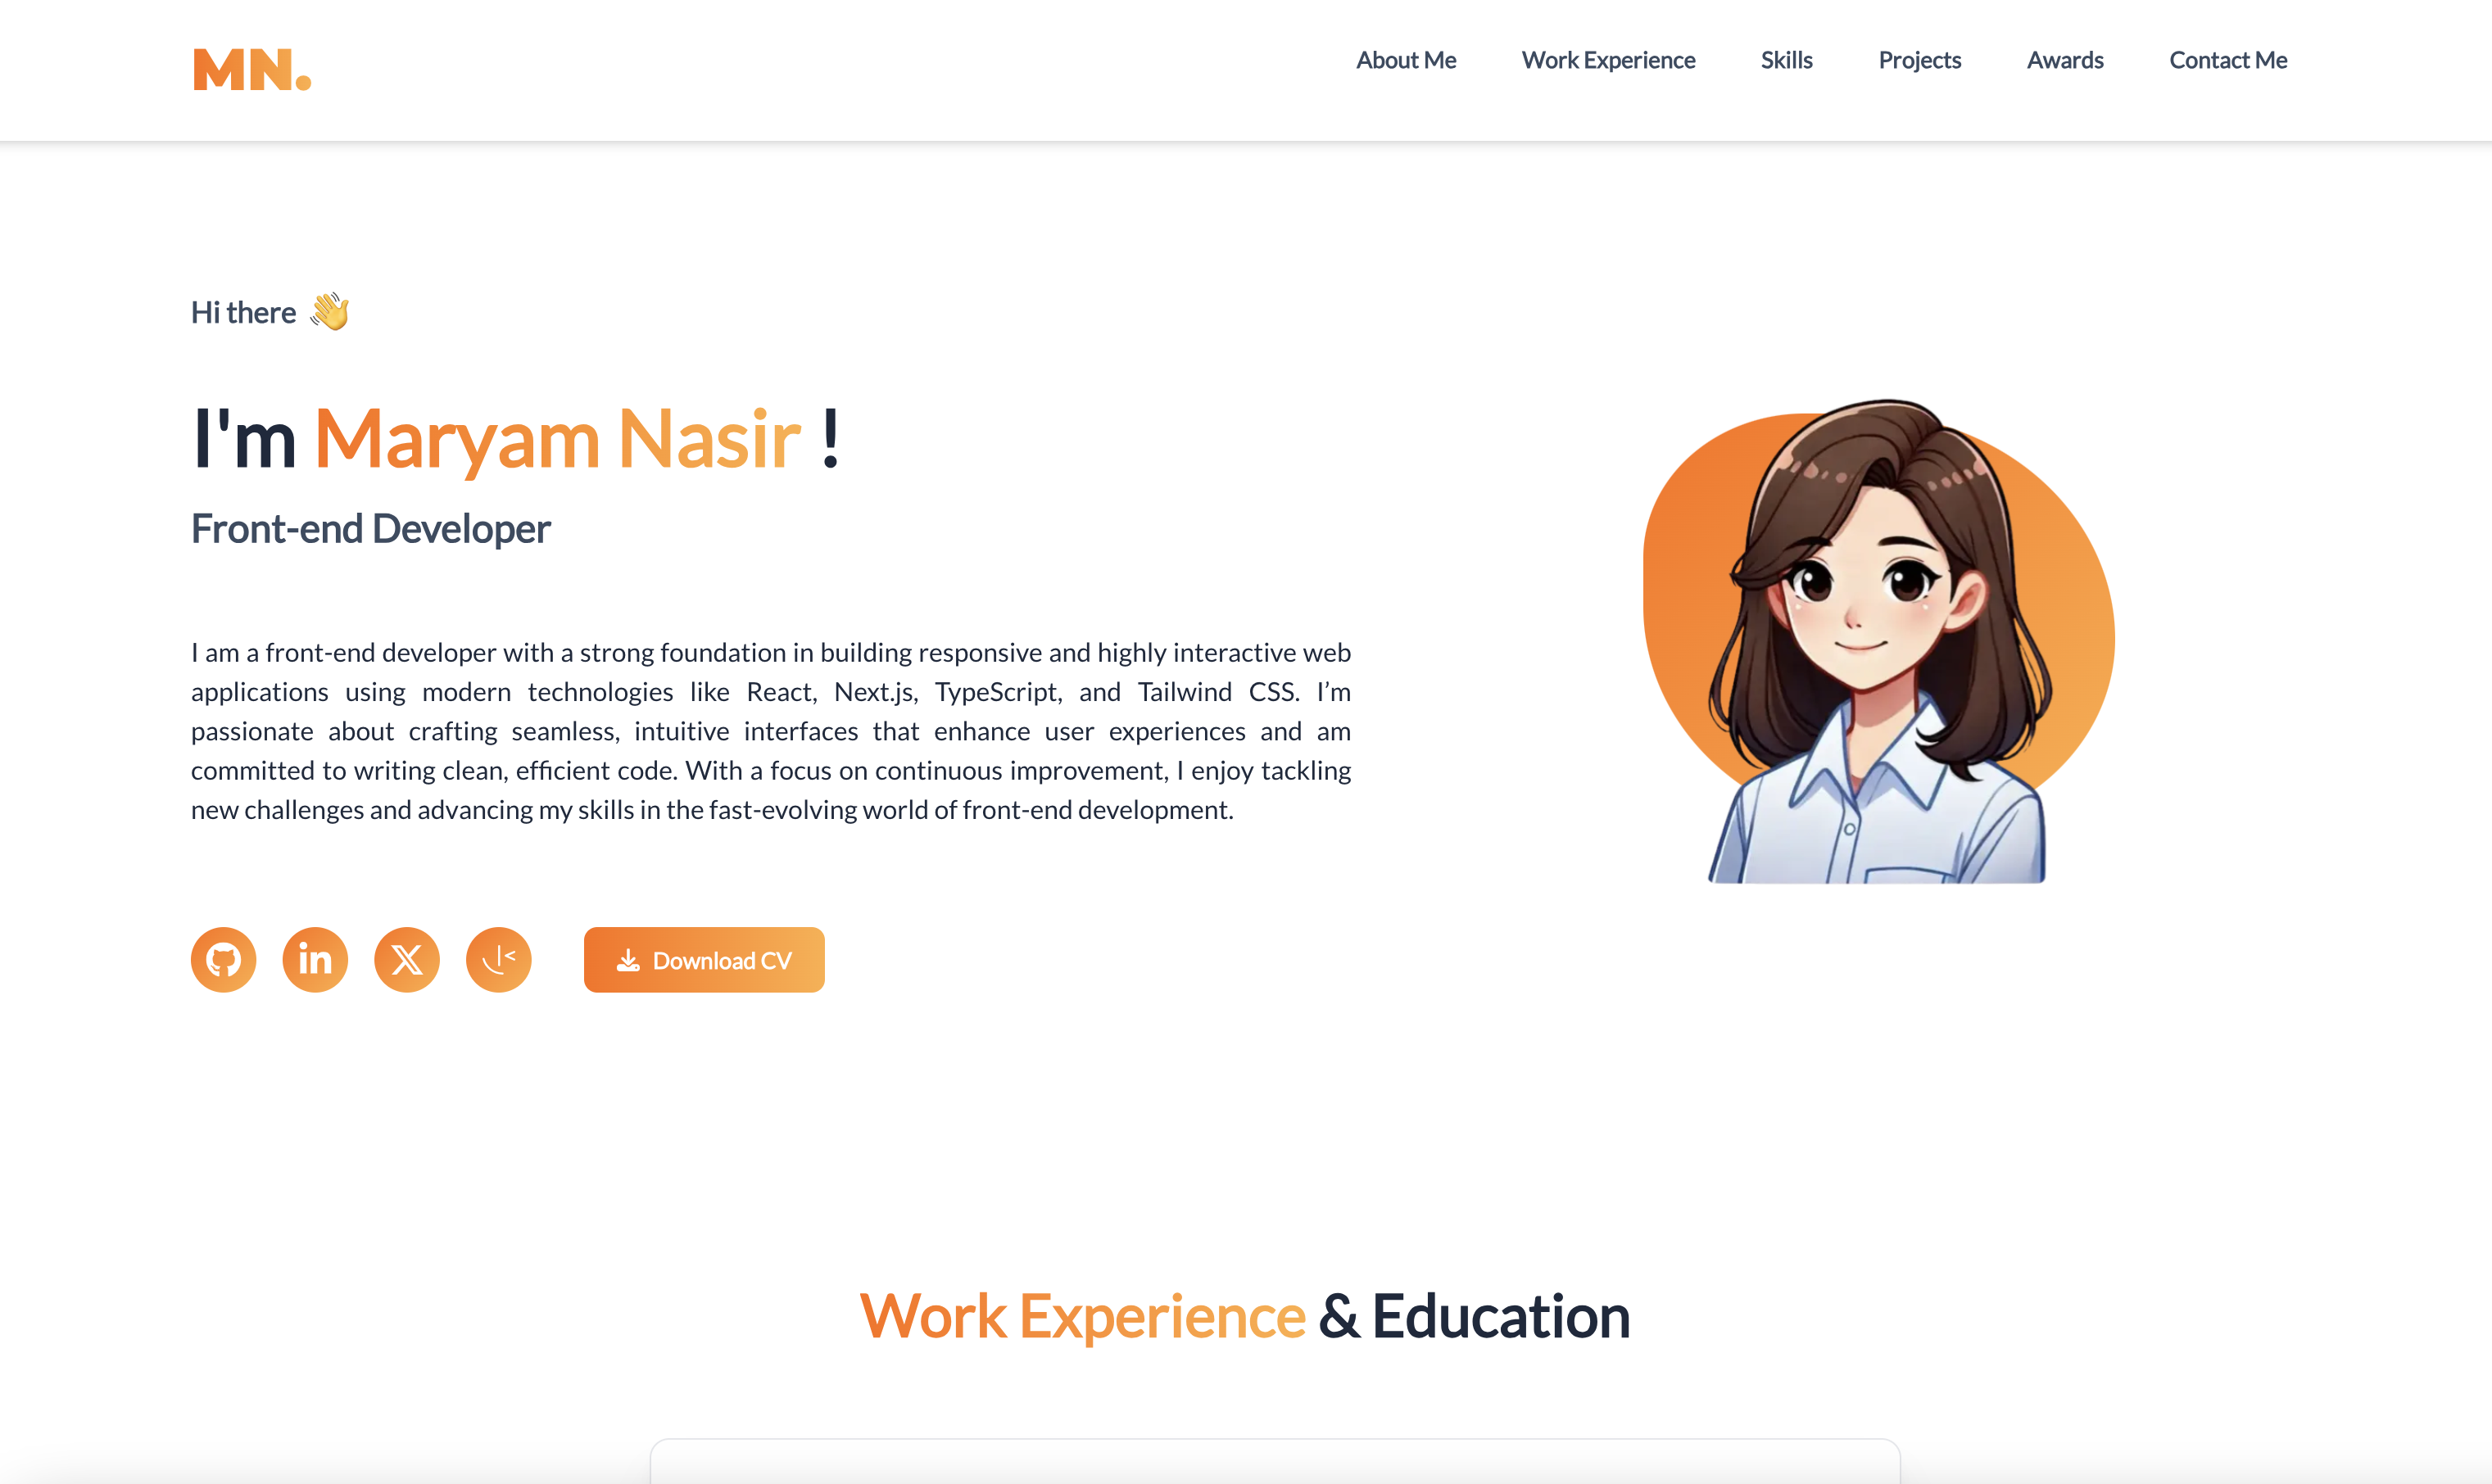 MN.
About Me Work Experience Skills Projects Awards Contact Me
Hi there 👋
I'm Maryam Nasir !
Front-end Developer
I am a front-end developer with a strong foundation in building responsive and highly interactive web
applications using modern technologies like React, Next.js, TypeScript, and Tailwind CSS. I’m
passionate about crafting seamless, intuitive interfaces that enhance user experiences and am
committed to writing clean, efficient code. With a focus on continuous improvement, I enjoy tackling
new challenges and advancing my skills in the fast-evolving world of front-end development.
in X Download CV
Work Experience & Education